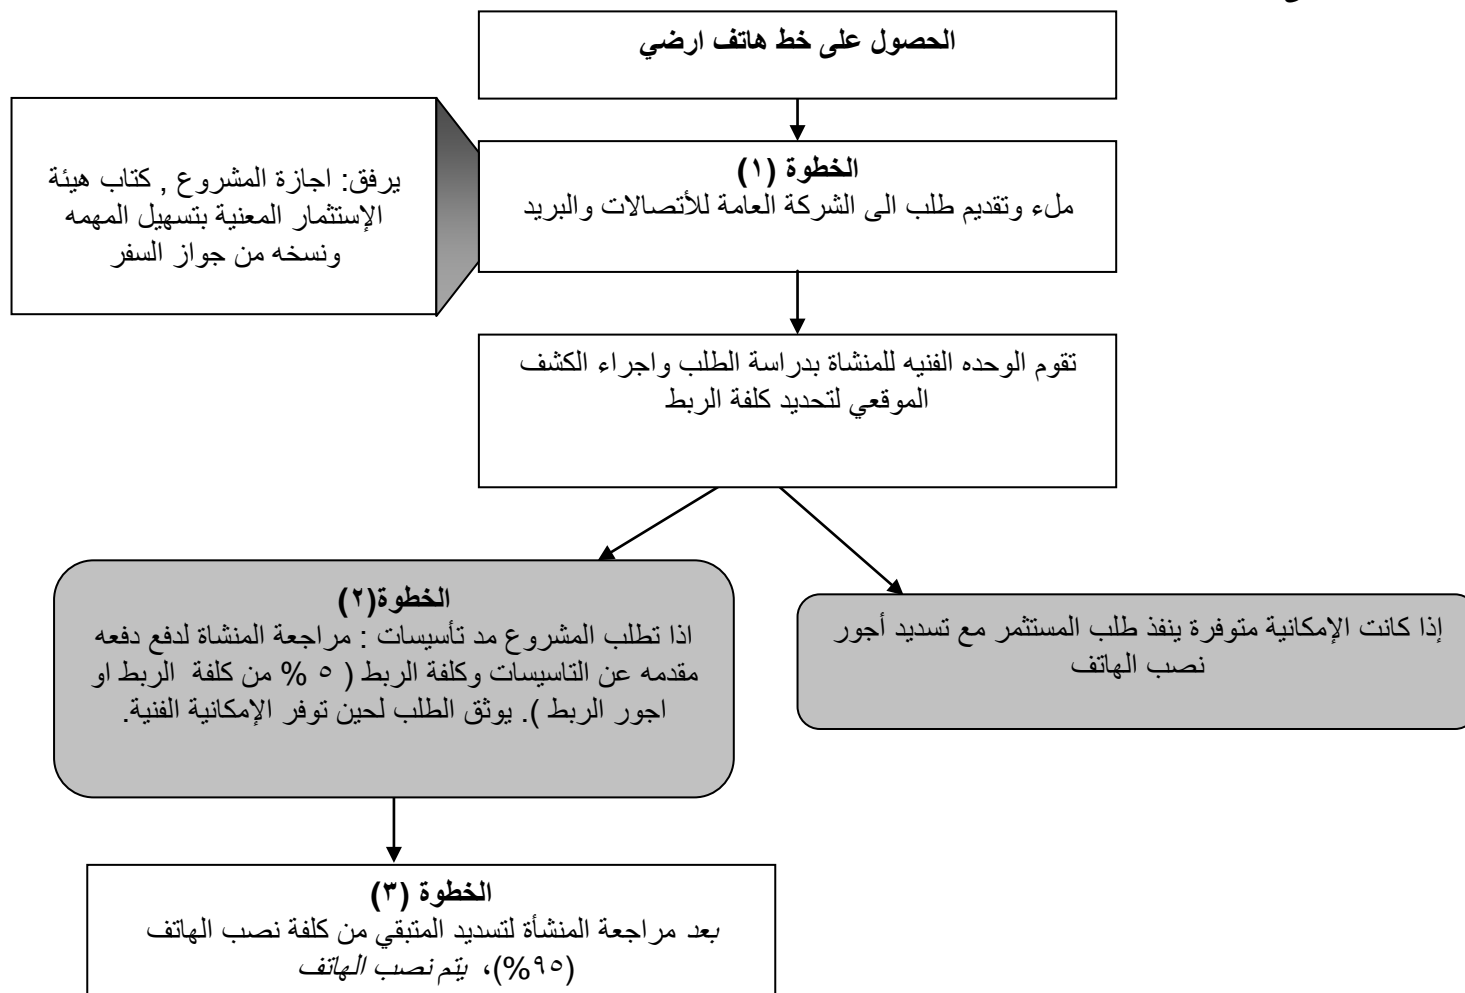 الحصول على خط هاتف ارضي
الخطوة (١)
ملء وتقديم طلب الى الشركة العامة للأتصالات والبريد
يرفق: اجازة المشروع , كتاب هيئة
الإستثمار المعنية بتسهيل المهمه
ونسخه من جواز السفر
تقوم الوحده الفنيه للمنشاة بدراسة الطلب واجراء الكشف
الموقعي لتحديد كلفة الربط
إذا كانت الإمكانية متوفرة ينفذ طلب المستثمر مع تسديد أجور
نصب الهاتف
الخطوة(٢)
اذا تطلب المشروع مد تأسيسات : مراجعة المنشاة لدفع دفعه
مقدمه عن التاسيسات وكلفة الربط ( ٥ % من كلفة الربط او
اجور الربط ). يوثق الطلب لحين توفر الإمكانية الفنية.
الخطوة (٣)
بعد مراجعة المنشأة لتسديد المتبقي من كلفة نصب الهاتف
(٩٥%)، يتم نصب الهاتف